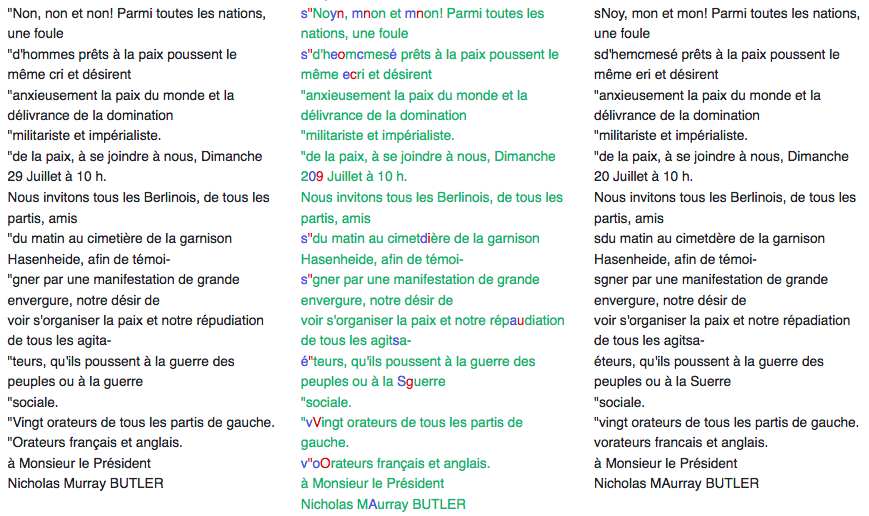 "Non, non et non! Parmi toutes les nations,
une foule
"d'hommes prêts à la paix poussent le
même cri et désirent
"anxieusement la paix du monde et la
délivrance de la domination
"militariste et impérialiste.
"de la paix, à se joindre à nous, Dimanche
29 Juillet à 10 h.
Nous invitons tous les Berlinois, de tous les
partis, amis
"du matin au cimetière de la garnison
Hasenheide, afin de témoi-
"gner par une manifestation de grande
envergure, notre désir de
voir s'organiser la paix et notre répudiation
de tous les agita-
"teurs, qu'ils poussent à la guerre des
peuples ou à la guerre
"sociale.
"Vingt orateurs de tous les partis de gauche.
"Orateurs français et anglais.
à Monsieur le Président
Nicholas Murray BUTLER
s"Noyn, mnon et mnon! Parmi toutes les
nations, une foule
s"d'heomcmesé prêts à la paix poussent le
même ecri et désirent
"anxieusement la paix du monde et la
délivrance de la domination
"militariste et impérialiste.
"de la paix, à se joindre à nous, Dimanche
209 Juillet à 10 h.
Nous invitons tous les Berlinois, de tous les
partis, amis
s"du matin au cimetdière de la garnison
Hasenheide, afin de témoi-
s"gner par une manifestation de grande
envergure, notre désir de
voir s'organiser la paix et notre répaudiation
de tous les agitsa-
é"teurs, qu'ils poussent à la guerre des
peuples ou à la Sguerre
"sociale.
"vVingt orateurs de tous les partis de
gauche.
v"oOrateurs français et anglais.
à Monsieur le Président
Nicholas MAurray BUTLER
sNoy, mon et mon! Parmi toutes les nations,
une foule
sd'hemcmesé prêts à la paix poussent le
même eri et désirent
"anxieusement la paix du monde et la
délivrance de la domination
"militariste et impérialiste.
"de la paix, à se joindre à nous, Dimanche
20 Juillet à 10 h.
Nous invitons tous les Berlinois, de tous les
partis, amis
sdu matin au cimetdère de la garnison
Hasenheide, afin de témoi-
sgner par une manifestation de grande
envergure, notre désir de
voir s'organiser la paix et notre répadiation
de tous les agitsa-
éteurs, qu'ils poussent à la guerre des
peuples ou à la Suerre
"sociale.
"vingt orateurs de tous les partis de gauche.
vorateurs francais et anglais.
à Monsieur le Président
Nicholas MAurray BUTLER